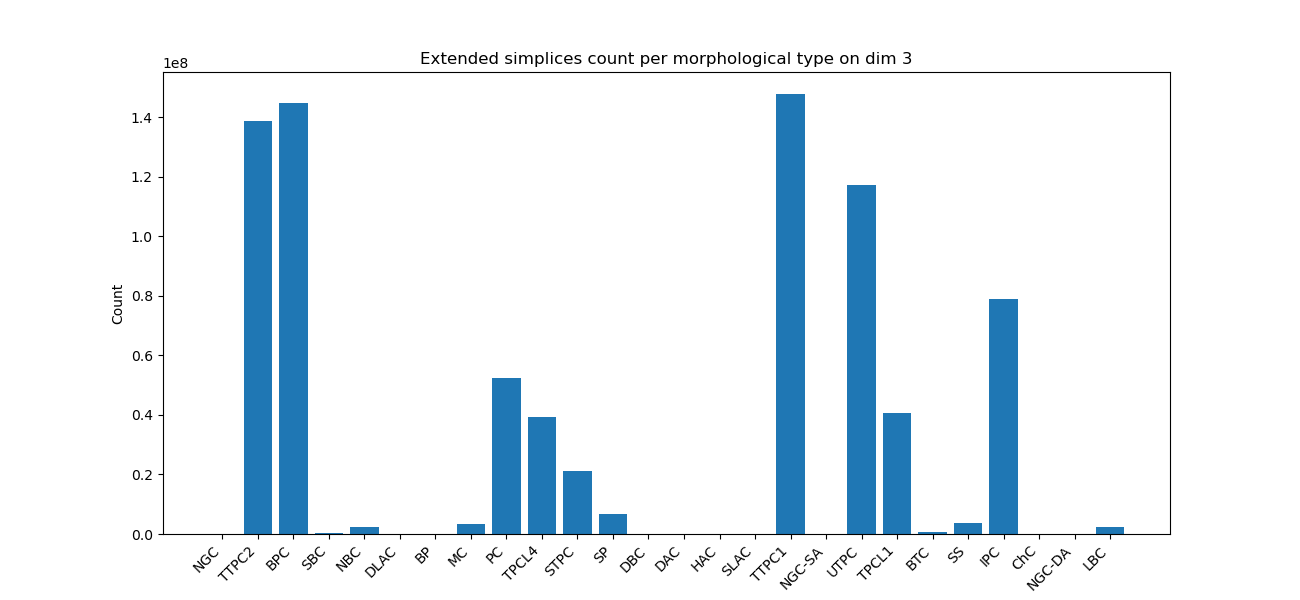 Extended simplices count per morphological type on dim 3
1e8
1.4
1.2
1.0
0.8
0.6
0.4
0.2
0.0
Count
NGC
TTPC2
BPC
SBC
NBC
DLAC
BP
MC
PC
TPCL4
STPC
SP
DBC
DAC
HAC
SLAC
TTPC1
NGC-SA
UTPC
TPCL1
BTC
SS
IPC
ChC
NGC-DA
LBC